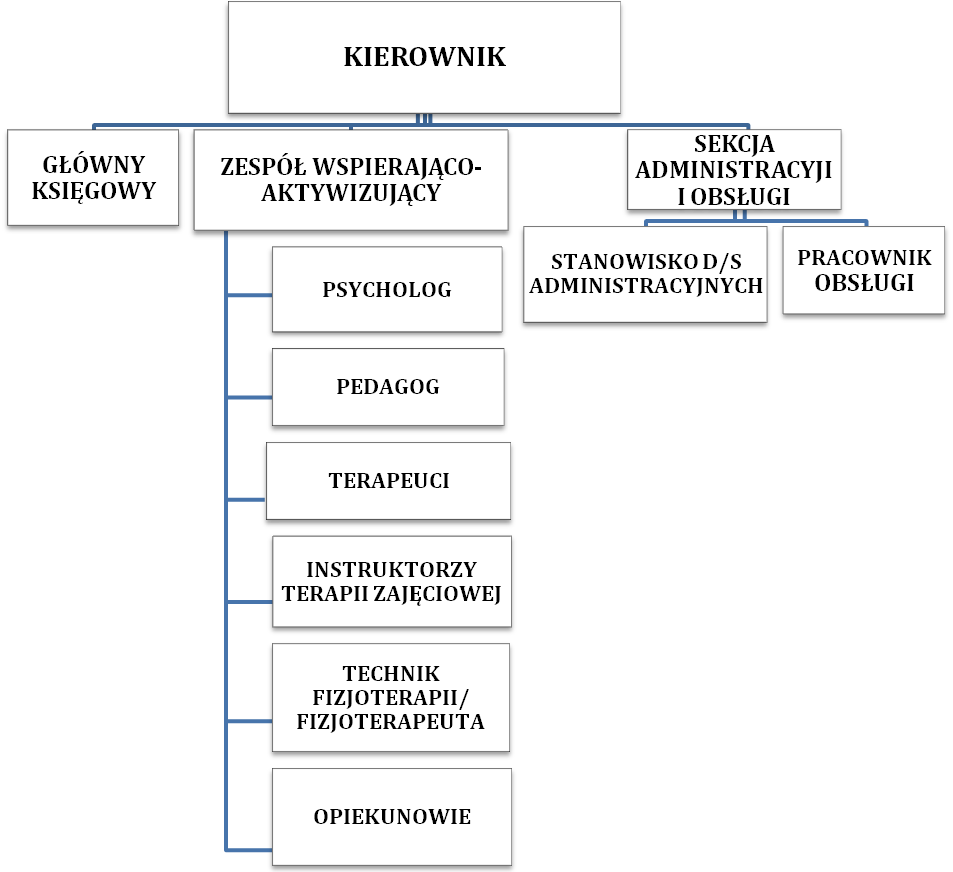 KIEROWNIK
GŁÓWNY
KSIĘGOWY
ZESPÓŁ WSPIERAJĄCO-
AKTYWIZUJĄCY
SEKCJA
ADMINISTRACYJI
I OBSŁUGI
STANOWISKO D/S
ADMINISTRACYJNYCH
PRACOWNIK
OBSŁUGI
PSYCHOLOG
PEDAGOG
TERAPEUCI
INSTRUKTORZY
TERAPII ZAJĘCIOWEJ
TECHNIK
FIZJOTERAPII/
FIZJOTERAPEUTA
OPIEKUNOWIE